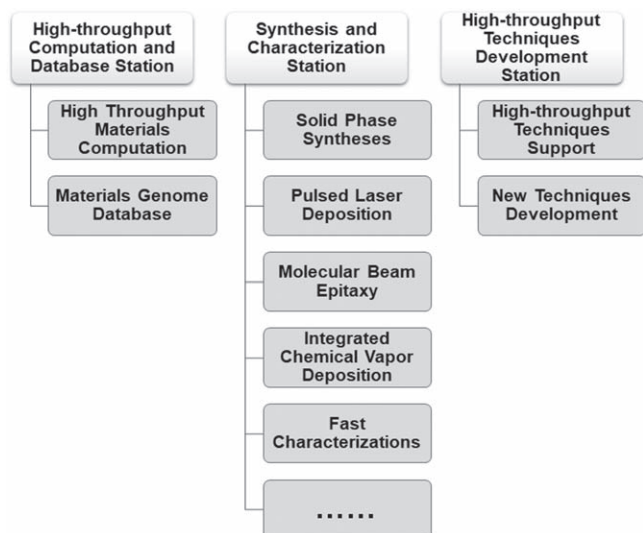 High-throughput
Computation and
Database Station
High Throughput
Materials
Computation
Materials Genome
Database
Synthesis and
Characterization
Station
Solid Phase
Syntheses
Pulsed Laser
Deposition
Molecular Beam
Epitaxy
Integrated
Chemical Vapor
Deposition
Fast
Characterizations
......
High-throughput
Techniques
Development
Station
High-throughput
Techniques
Support
New Techniques
Development